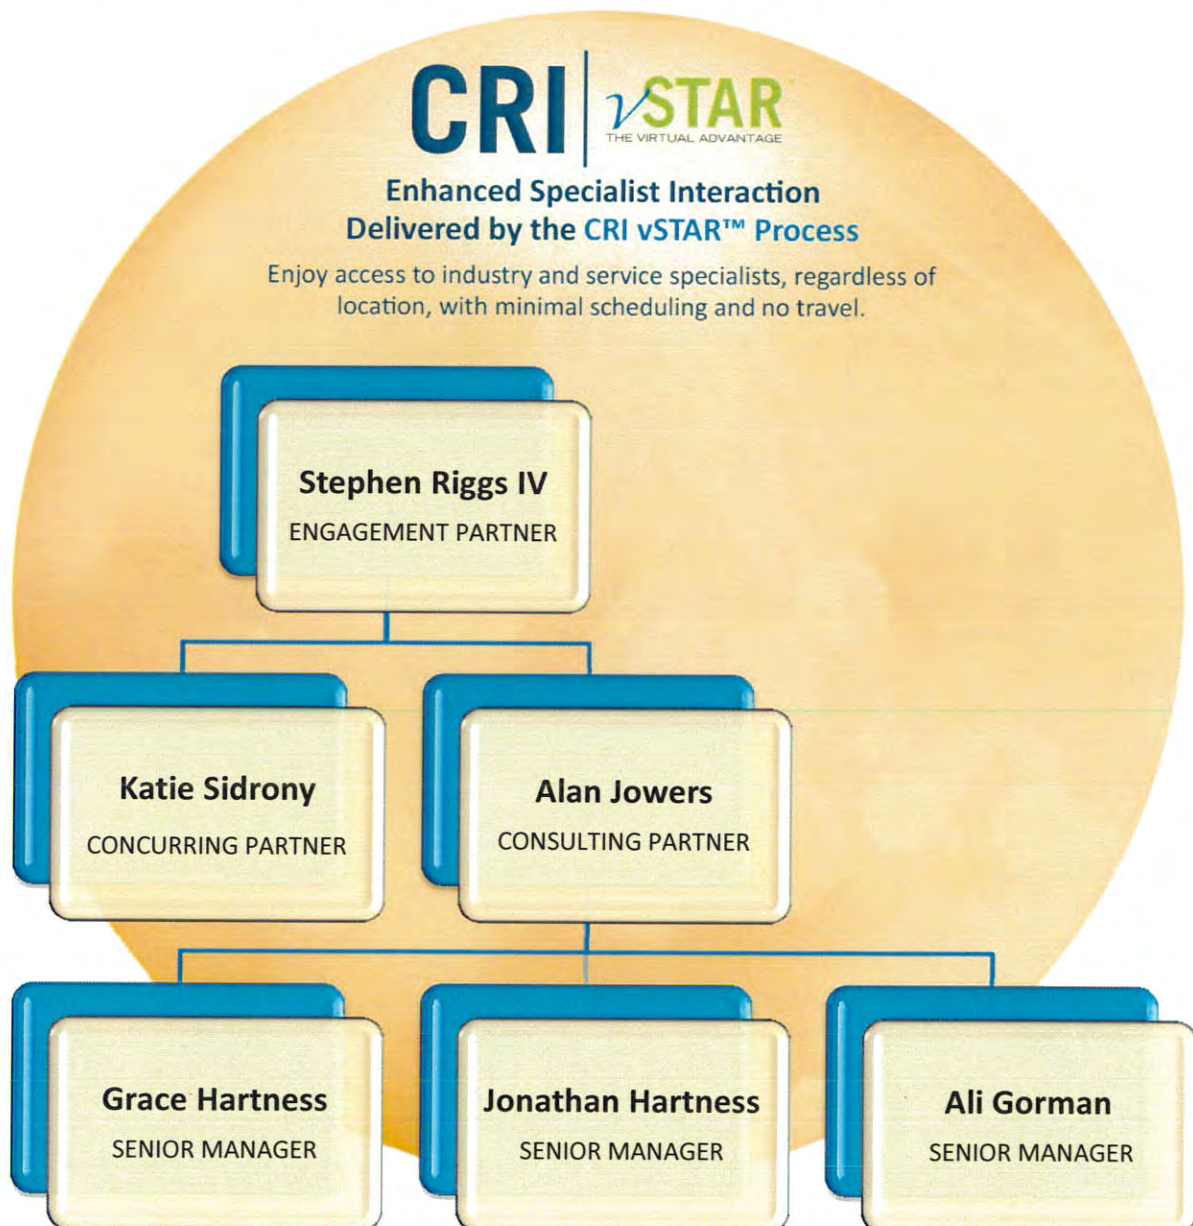 CRI
vSTAR™
THE VIRTUAL ADVANTAGE
Enhanced Specialist Interaction
Delivered by the CRI vSTAR™ Process
Enjoy access to industry and service specialists, regardless of
location, with minimal scheduling and no travel.
Stephen Riggs IV
ENGAGEMENT PARTNER
Katie Sidrony
CONCURRING PARTNER
Alan Jowers
CONSULTING PARTNER
Grace Hartness
SENIOR MANAGER
Jonathan Hartness
SENIOR MANAGER
Ali Gorman
SENIOR MANAGER